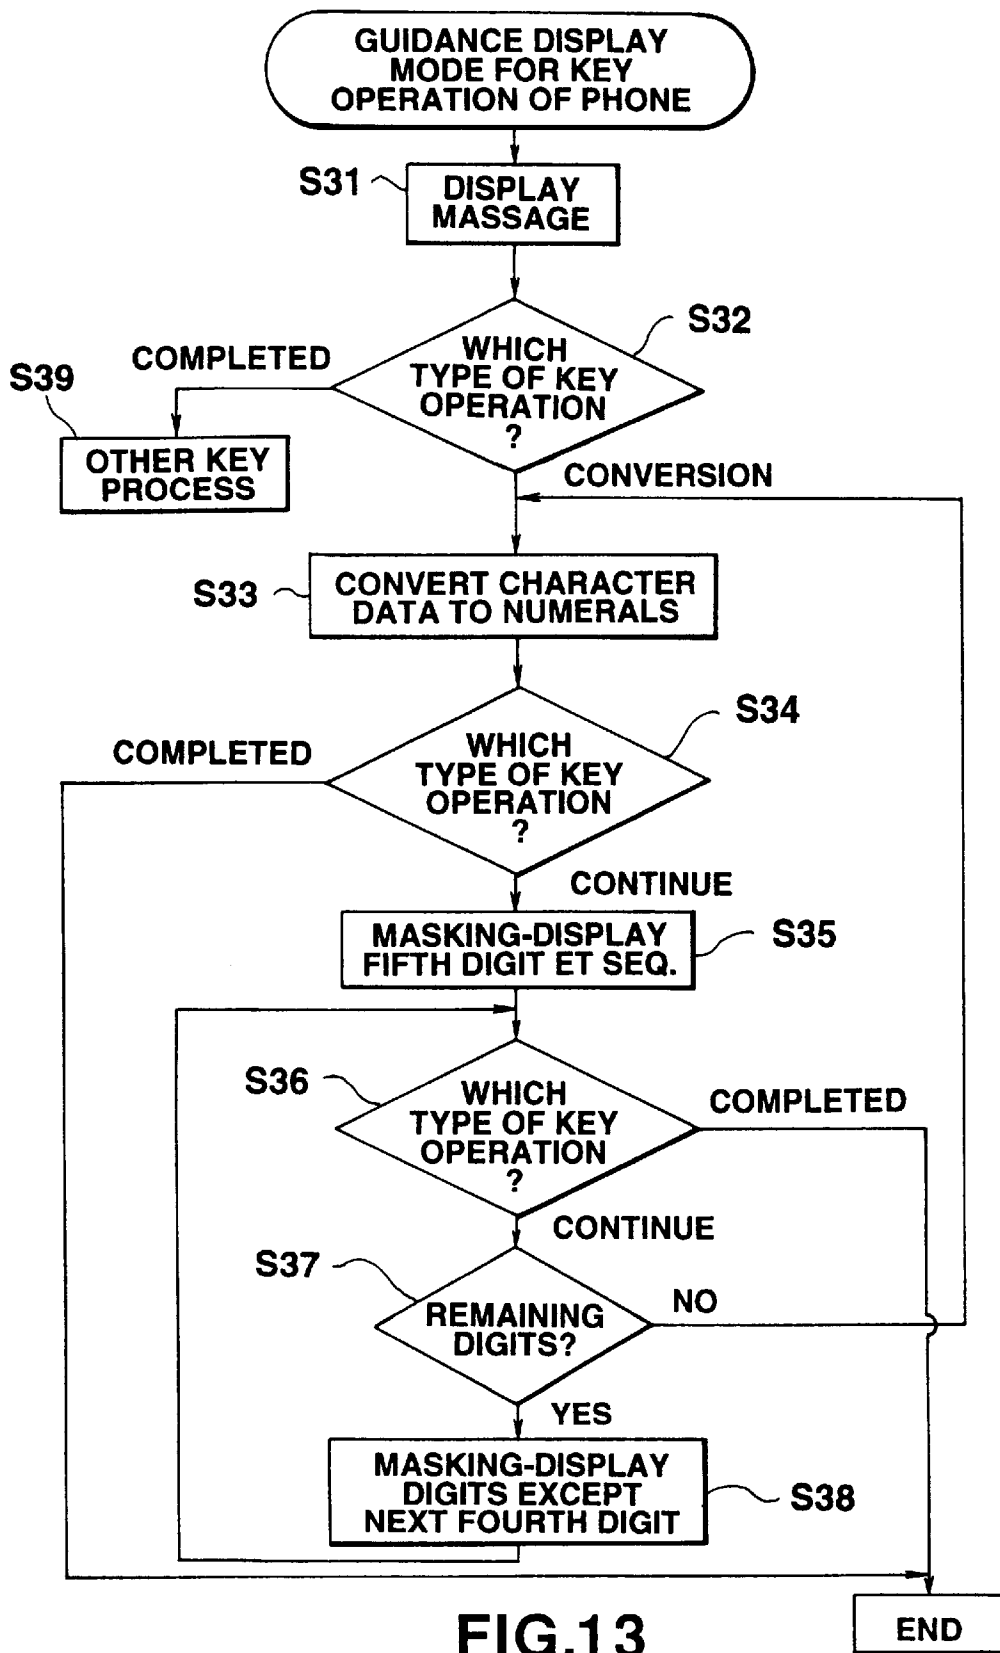 GUIDANCE DISPLAY
MODE FOR KEY
OPERATION OF PHONE
S31
DISPLAY
MASSAGE
S32
WHICH
TYPE OF KEY
OPERATION
?
COMPLETED
S39
OTHER KEY
PROCESS
CONVERSION
S33
CONVERT CHARACTER
DATA TO NUMERALS
S34
WHICH
TYPE OF KEY
OPERATION
?
COMPLETED
CONTINUE
S35
MASKING-DISPLAY
FIFTH DIGIT ET SEQ.
S36
WHICH
TYPE OF KEY
OPERATION
?
COMPLETED
CONTINUE
S37
REMAINING
DIGITS?
NO
YES
MASKING-DISPLAY
DIGITS EXCEPT
NEXT FOURTH DIGIT
S38
END
FIG.13